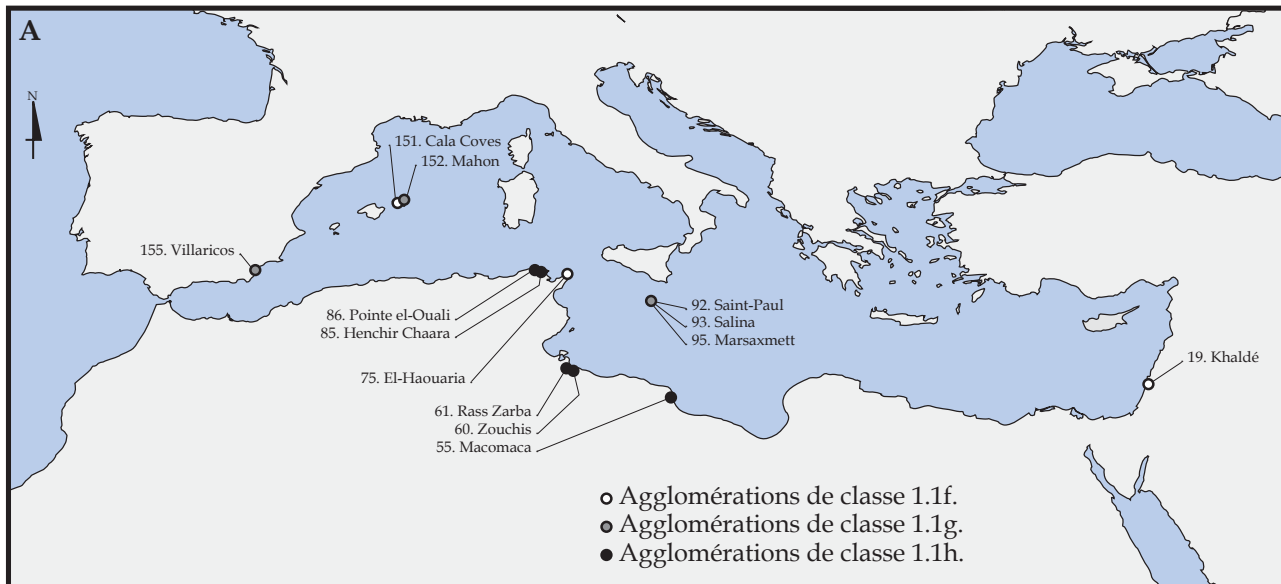 A
N
151. Cala Coves
152. Mahon
155. Villaricos
86. Pointe el-Ouali
85. Henchir Chaara
92. Saint-Paul
93. Salina
95. Marsaxmett
75. El-Haouaria
19. Khaldé
61. Rass Zarba
60. Zouchis
55. Macomaca
Agglomérations de classe 1.1f.
Agglomérations de classe 1.1g.
Agglomérations de classe 1.1h.